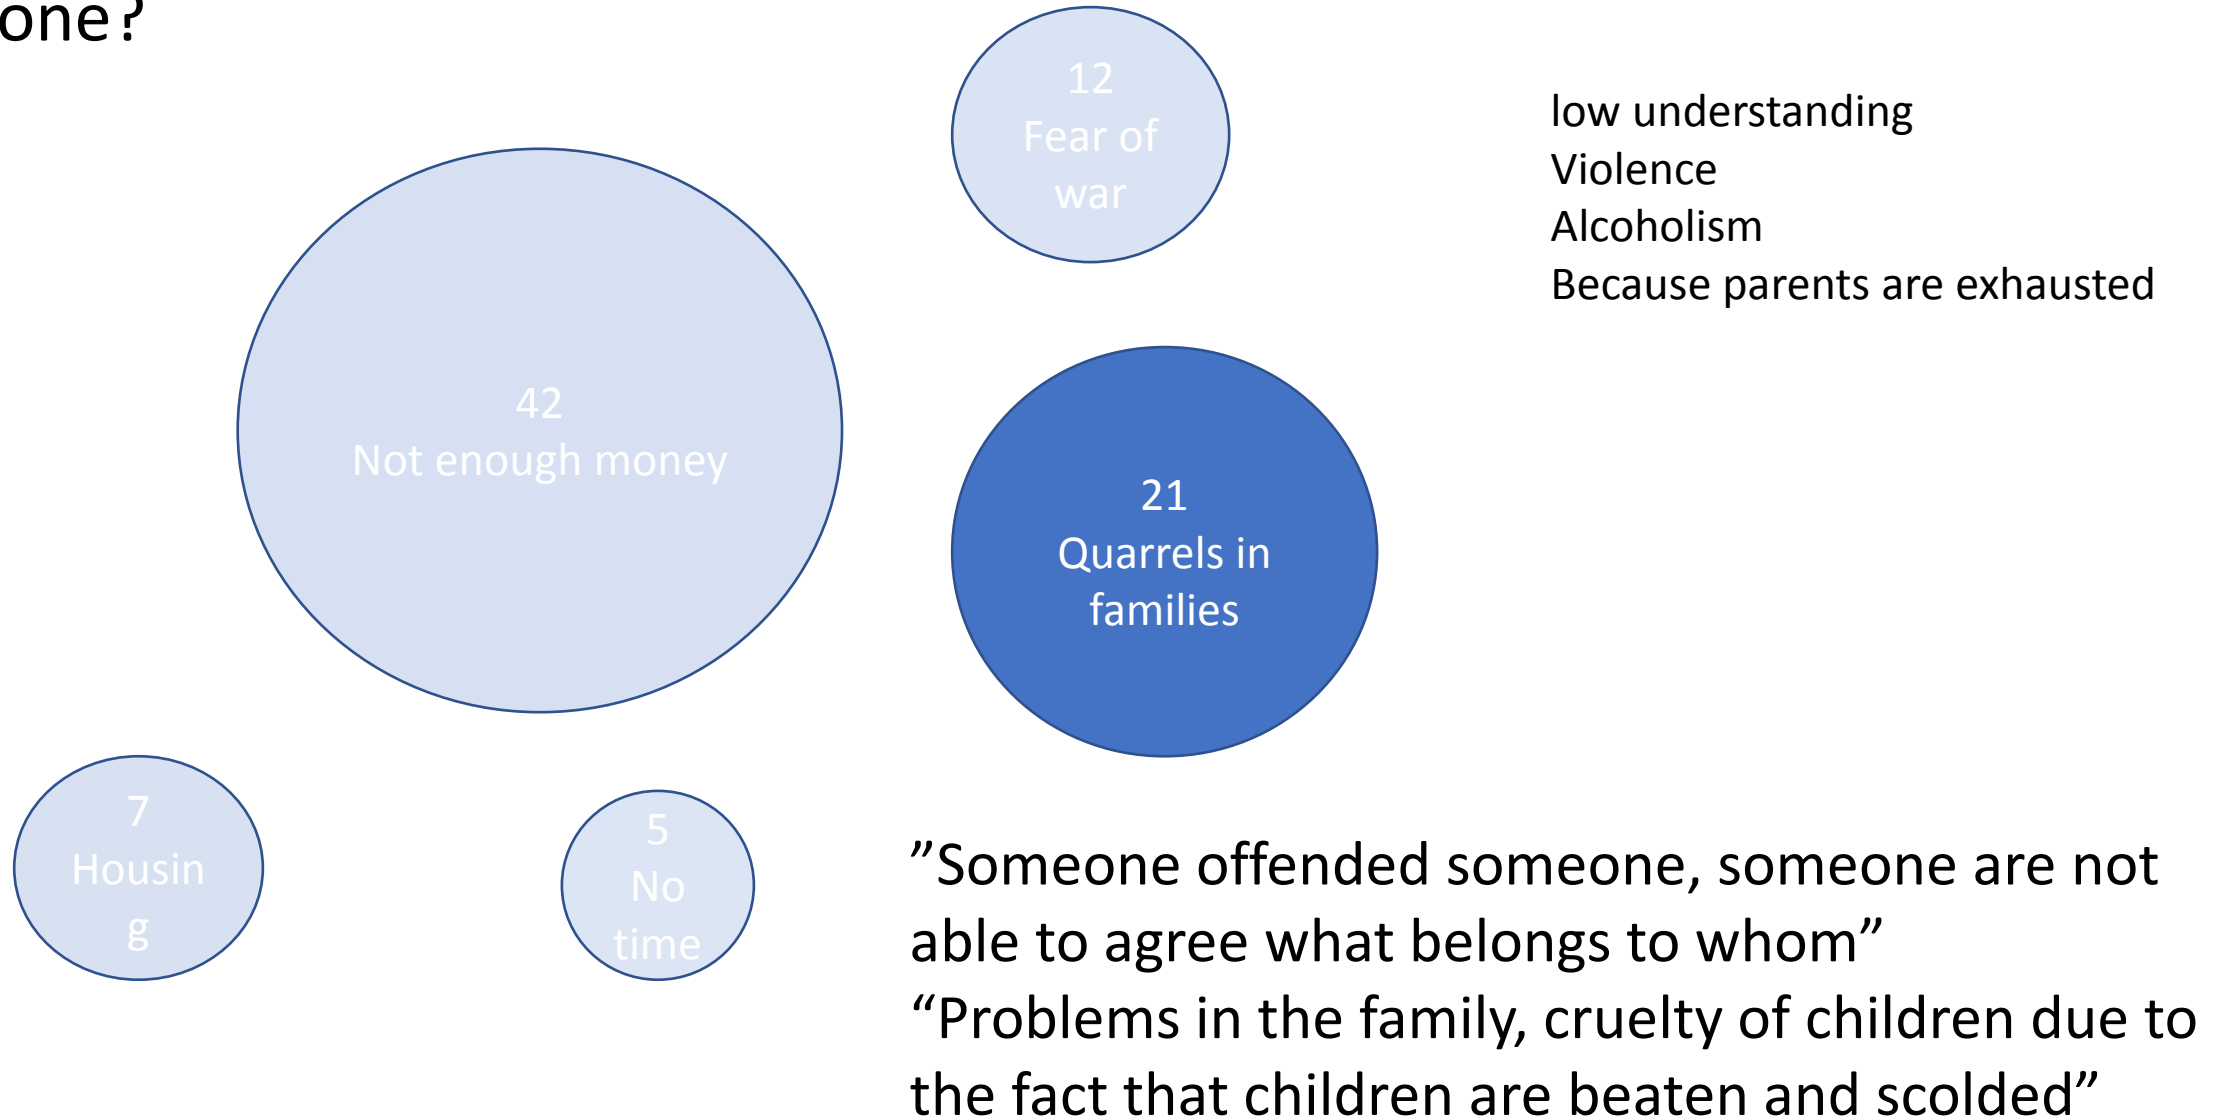 one?
12
Fear of
war
low understanding
Violence
Alcoholism
Because parents are exhausted
42
Not enough money
21
Quarrels in
families
7
Housin
g
5
No
time
”Someone offended someone, someone are not
able to agree what belongs to whom”
“Problems in the family, cruelty of children due to
the fact that children are beaten and scolded”